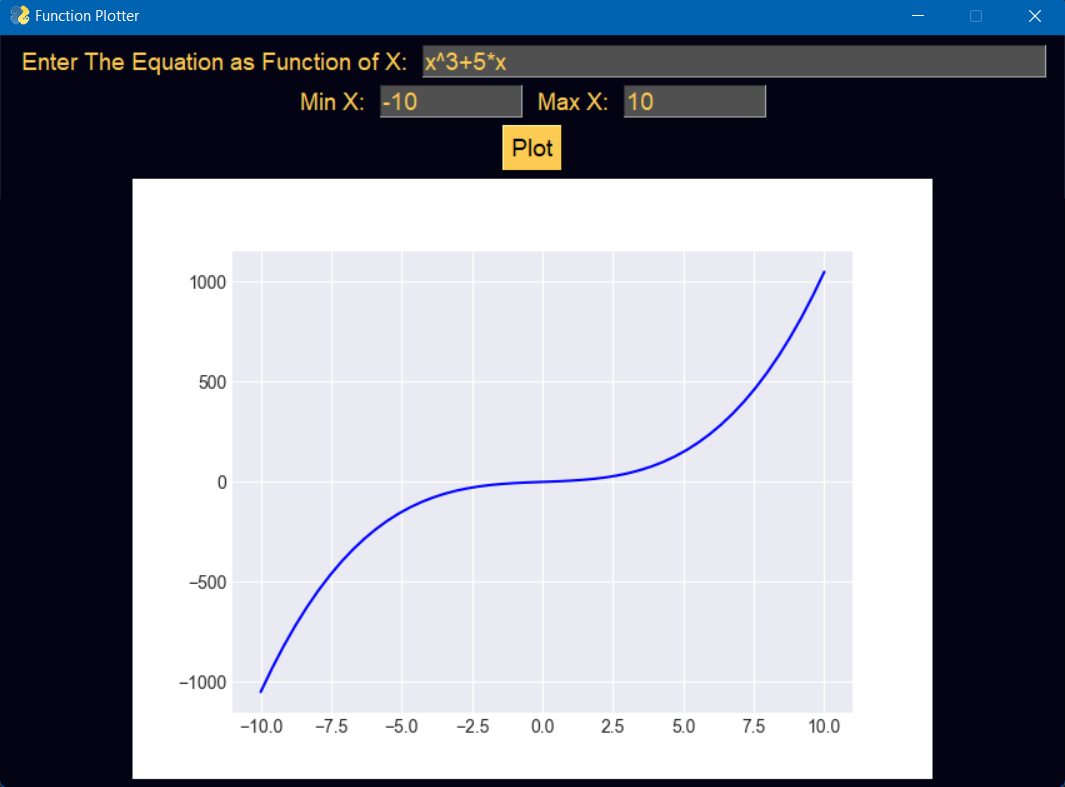 Function Plotter
Enter The Equation as Function of X: x^3+5*x
Min X: -10 Max X: 10
Plot
1000
500
0
−500
−1000
−10.0 −7.5 −5.0 −2.5 0.0 2.5 5.0 7.5 10.0